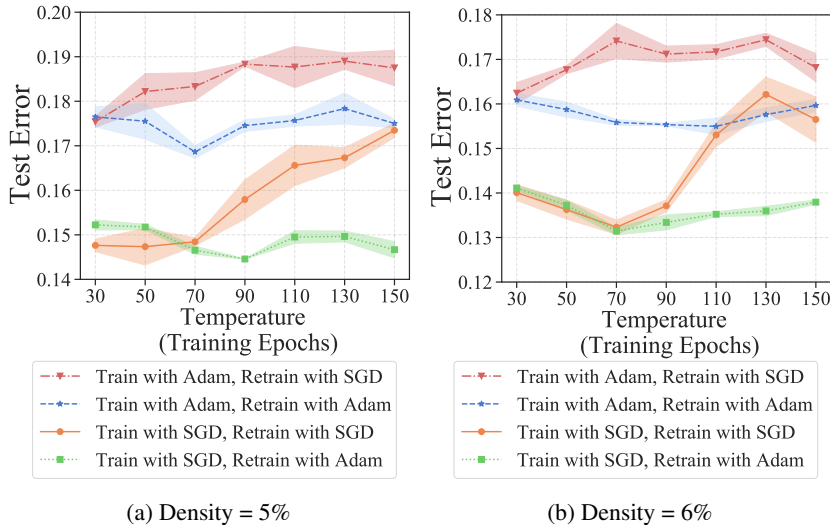 Test Error
0.20
0.19
0.18
0.17
0.16
0.15
0.14
30 50 70 90 110 130 150
Temperature
(Training Epochs)
Train with Adam, Retrain with SGD
Train with Adam, Retrain with Adam
Train with SGD, Retrain with SGD
Train with SGD, Retrain with Adam
(a) Density = 5%
Test Error
0.18
0.17
0.16
0.15
0.14
0.13
0.12
30 50 70 90 110 130 150
Temperature
(Training Epochs)
Train with Adam, Retrain with SGD
Train with Adam, Retrain with Adam
Train with SGD, Retrain with SGD
Train with SGD, Retrain with Adam
(b) Density = 6%